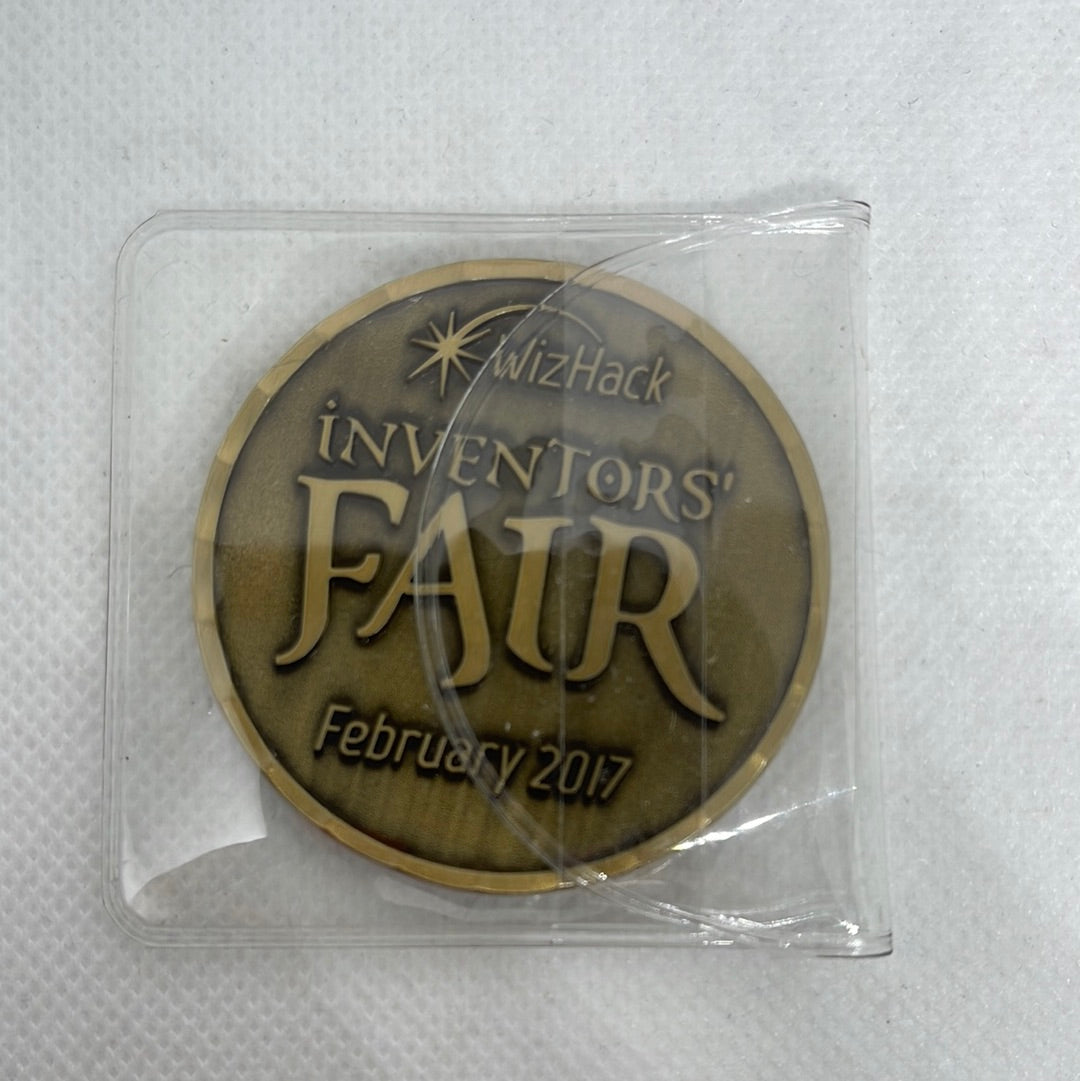 WizHack
iNVENTORS'
FAIR
February 2017